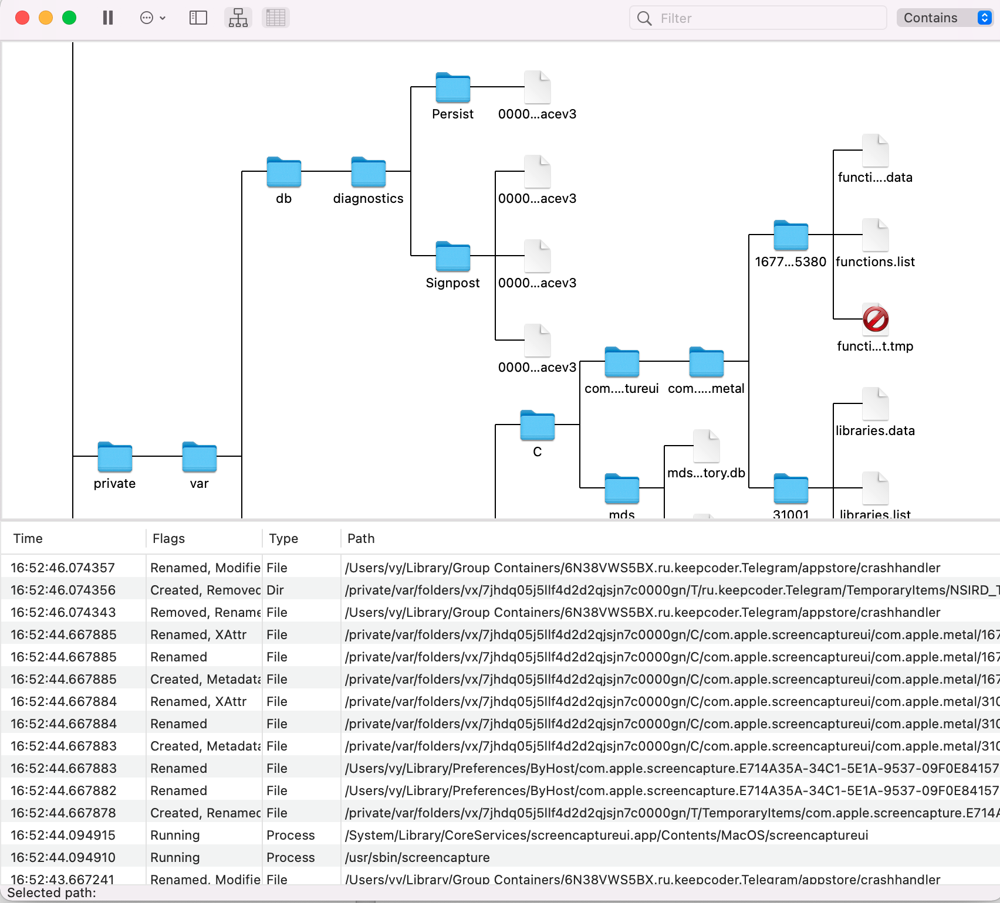 Filter
Contains
Persist
0000...acev3
functi....data
db
diagnostics
0000...acev3
1677...5380
functions.list
Signpost
0000...acev3
functi...t.tmp
0000...acev3
com....tureui
com.....metal
libraries.data
C
mds...tory.db
private
var
mds
31001
libraries.list
Time Flags Type Path
16:52:46.074357 Renamed, Modifie File /Users/vy/Library/Group Containers/6N38VWS5BX.ru.keepcoder.Telegram/appstore/crashhandler
16:52:46.074356 Created, Removed Dir /private/var/folders/vx/7jhdq05j5llf4d2d2qjsjn7c0000gn/T/ru.keepcoder.Telegram/TemporaryItems/NSIRD_T
16:52:46.074343 Removed, Rename File /Users/vy/Library/Group Containers/6N38VWS5BX.ru.keepcoder.Telegram/appstore/crashhandler
16:52:44.667885 Renamed, XAttr File /private/var/folders/vx/7jhdq05j5llf4d2d2qjsjn7c0000gn/C/com.apple.screencaptureui/com.apple.metal/167
16:52:44.667885 Renamed File /private/var/folders/vx/7jhdq05j5llf4d2d2qjsjn7c0000gn/C/com.apple.screencaptureui/com.apple.metal/167
16:52:44.667885 Created, Metadata File /private/var/folders/vx/7jhdq05j5llf4d2d2qjsjn7c0000gn/C/com.apple.screencaptureui/com.apple.metal/167
16:52:44.667884 Renamed, XAttr File /private/var/folders/vx/7jhdq05j5llf4d2d2qjsjn7c0000gn/C/com.apple.screencaptureui/com.apple.metal/310
16:52:44.667884 Renamed File /private/var/folders/vx/7jhdq05j5llf4d2d2qjsjn7c0000gn/C/com.apple.screencaptureui/com.apple.metal/310
16:52:44.667883 Created, Metadata File /private/var/folders/vx/7jhdq05j5llf4d2d2qjsjn7c0000gn/C/com.apple.screencaptureui/com.apple.metal/310
16:52:44.667883 Renamed File /Users/vy/Library/Preferences/ByHost/com.apple.screencapture.E714A35A-34C1-5E1A-9537-09F0E84157
16:52:44.667882 Renamed File /Users/vy/Library/Preferences/ByHost/com.apple.screencapture.E714A35A-34C1-5E1A-9537-09F0E84157
16:52:44.667878 Created, Renamed File /private/var/folders/vx/7jhdq05j5llf4d2d2qjsjn7c0000gn/T/TemporaryItems/com.apple.screencapture.E714A
16:52:44.094915 Running Process /System/Library/CoreServices/screencaptureui.app/Contents/MacOS/screencaptureui
16:52:44.094910 Running Process /usr/sbin/screencapture
16:52:43.667241 Renamed, Modifie File /Users/vy/Library/Group Containers/6N38VWS5BX.ru.keepcoder.Telegram/appstore/crashhandler
Selected path: